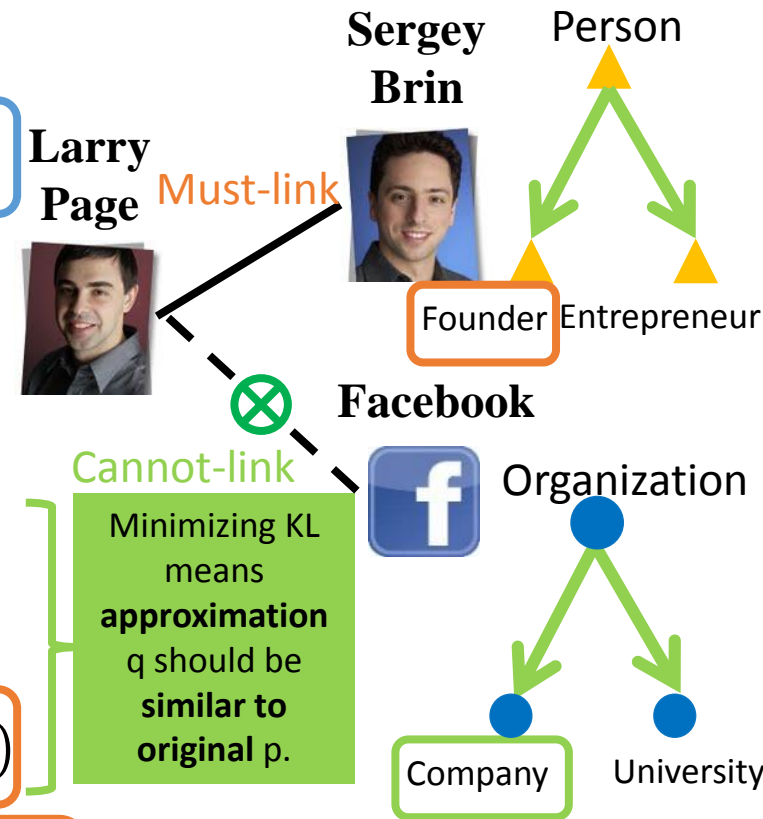 Sergey
Brin
Person
Larry
Page
Must-link
Founder
Entrepreneur
Facebook
Cannot-link
f
Organization
Minimizing KL
means
approximation
q should be
similar to
original p.
)
Company
University